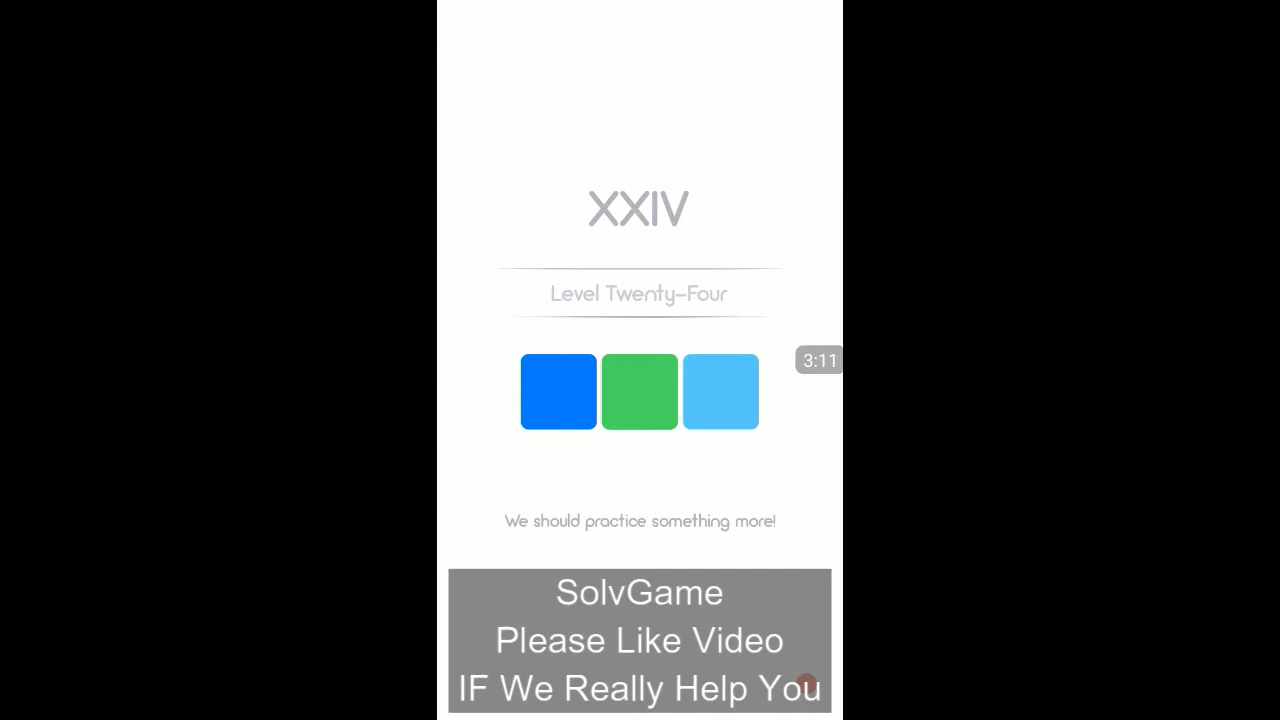 XXIV
Level Twenty-Four
3:11
We should practice something more!
SolvGame
Please Like Video
IF We Really Help You